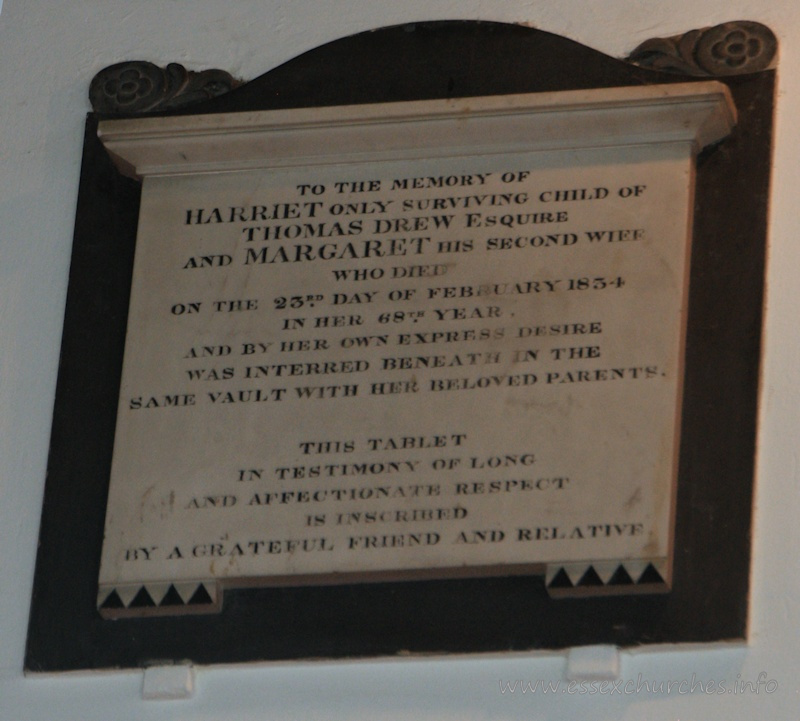 TO THE MEMORY OF
HARRIET ONLY SURVIVING CHILD OF
THOMAS DREW ESQUIRE
AND MARGARET HIS SECOND WIFE
WHO DIED
ON THE 23RD DAY OF FEBRUARY 1834
IN HER 68TH YEAR,
AND BY HER OWN EXPRESS DESIRE
WAS INTERRED BENEATH IN THE
SAME VAULT WITH HER BELOVED PARENTS.
THIS TABLET
IN TESTIMONY OF LONG
AND AFFECTIONATE RESPECT
IS INSCRIBED
BY A GRATEFUL FRIEND AND RELATIVE
www.essexchurches.info